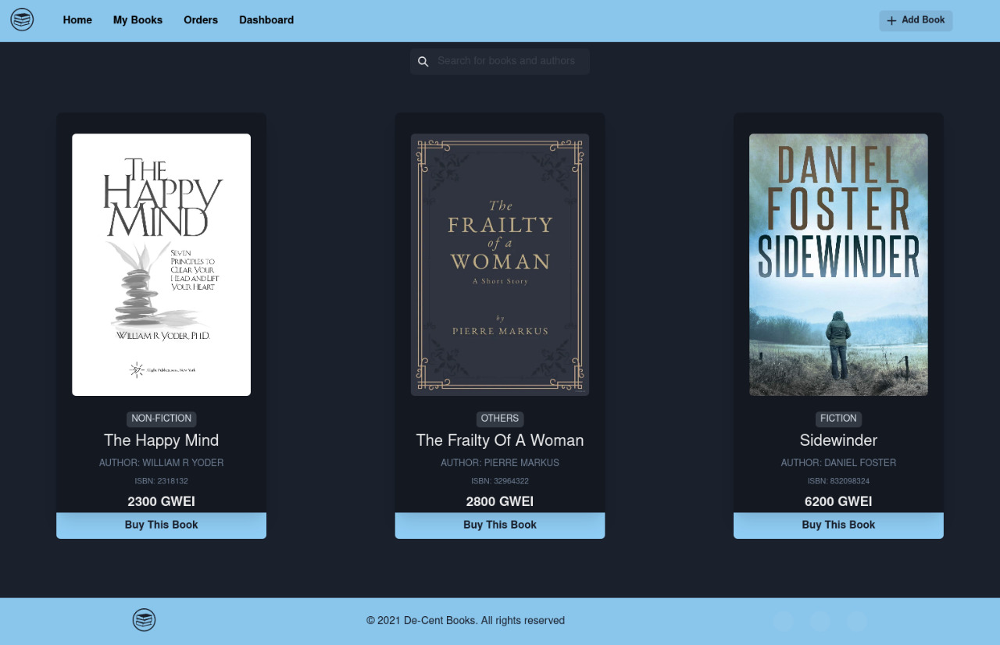 Home My Books Orders Dashboard + Add Book
Search for books and authors
THE
HAPPY
MIND
SEVEN
PRINCIPLES TO
CLEAR YOUR
HEAD AND LIFT
YOUR HEART
WILLIAM R YODER, PH.D.
Alight Publications, New York
NON-FICTION
The Happy Mind
AUTHOR: WILLIAM R YODER
ISBN: 2318132
2300 GWEI
Buy This Book
The
FRAILTY
of a
WOMAN
A Short Story
by
PIERRE MARKUS
OTHERS
The Frailty Of A Woman
AUTHOR: PIERRE MARKUS
ISBN: 32964322
2800 GWEI
Buy This Book
DANIEL
FOSTER
SIDEWINDER
FICTION
Sidewinder
AUTHOR: DANIEL FOSTER
ISBN: 832098324
6200 GWEI
Buy This Book
© 2021 De-Cent Books. All rights reserved